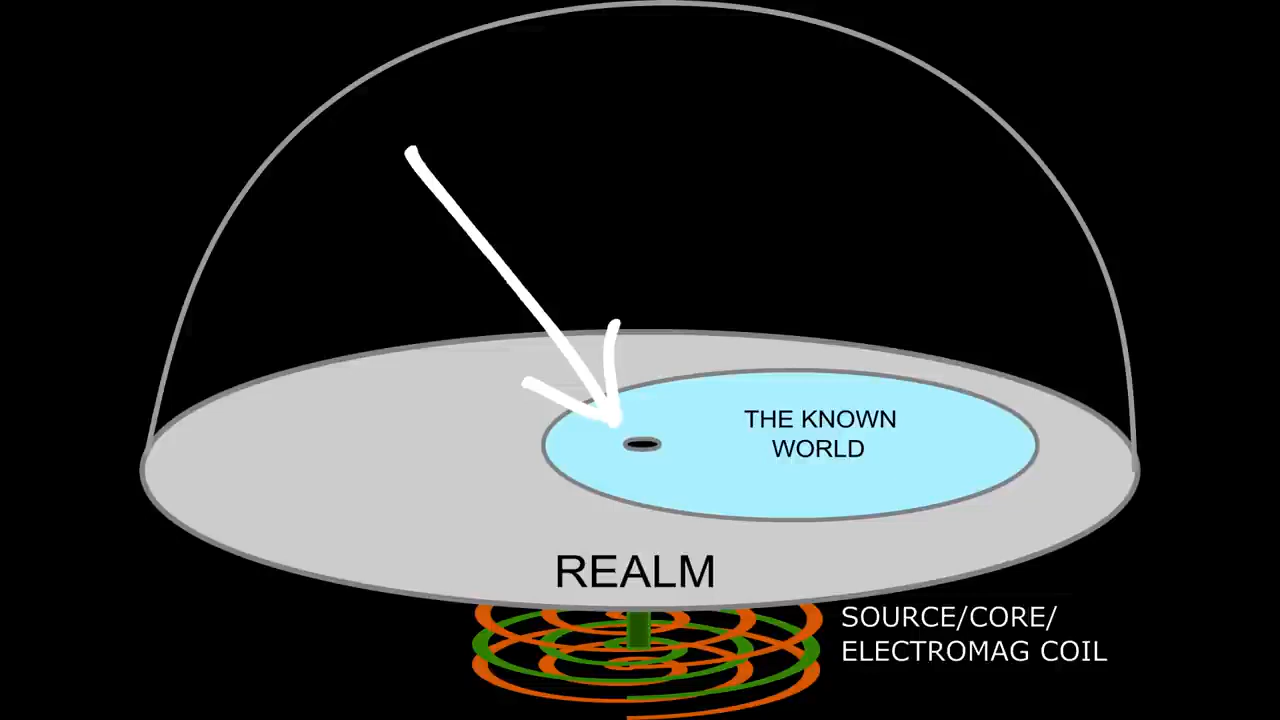 THE KNOWN
WORLD
REALM
SOURCE/CORE/
ELECTROMAG COIL